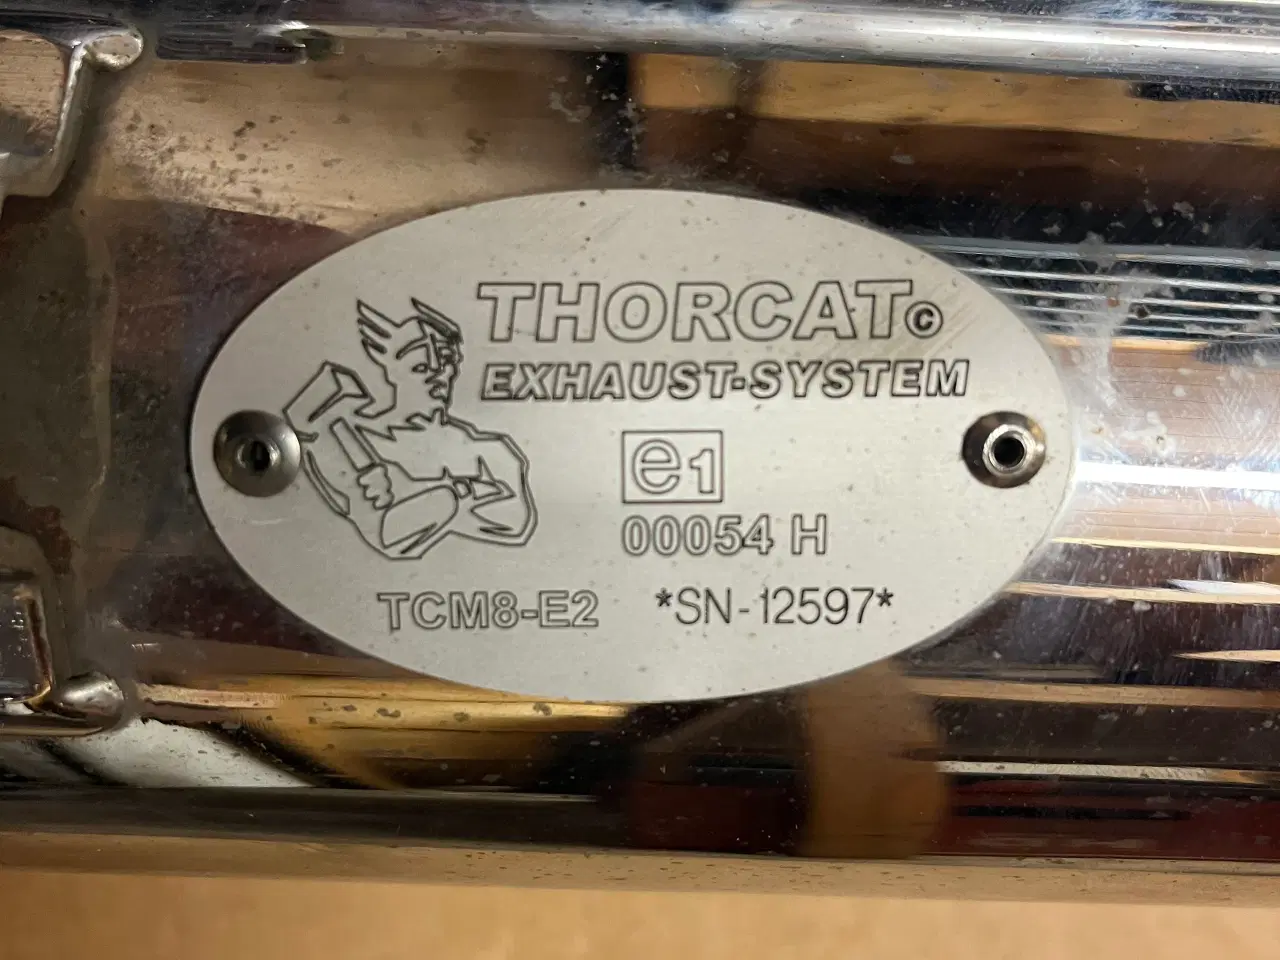 THORCAT©
EXHAUST-SYSTEM
e1
00054 H
TCM8-E2 *SN-12597*